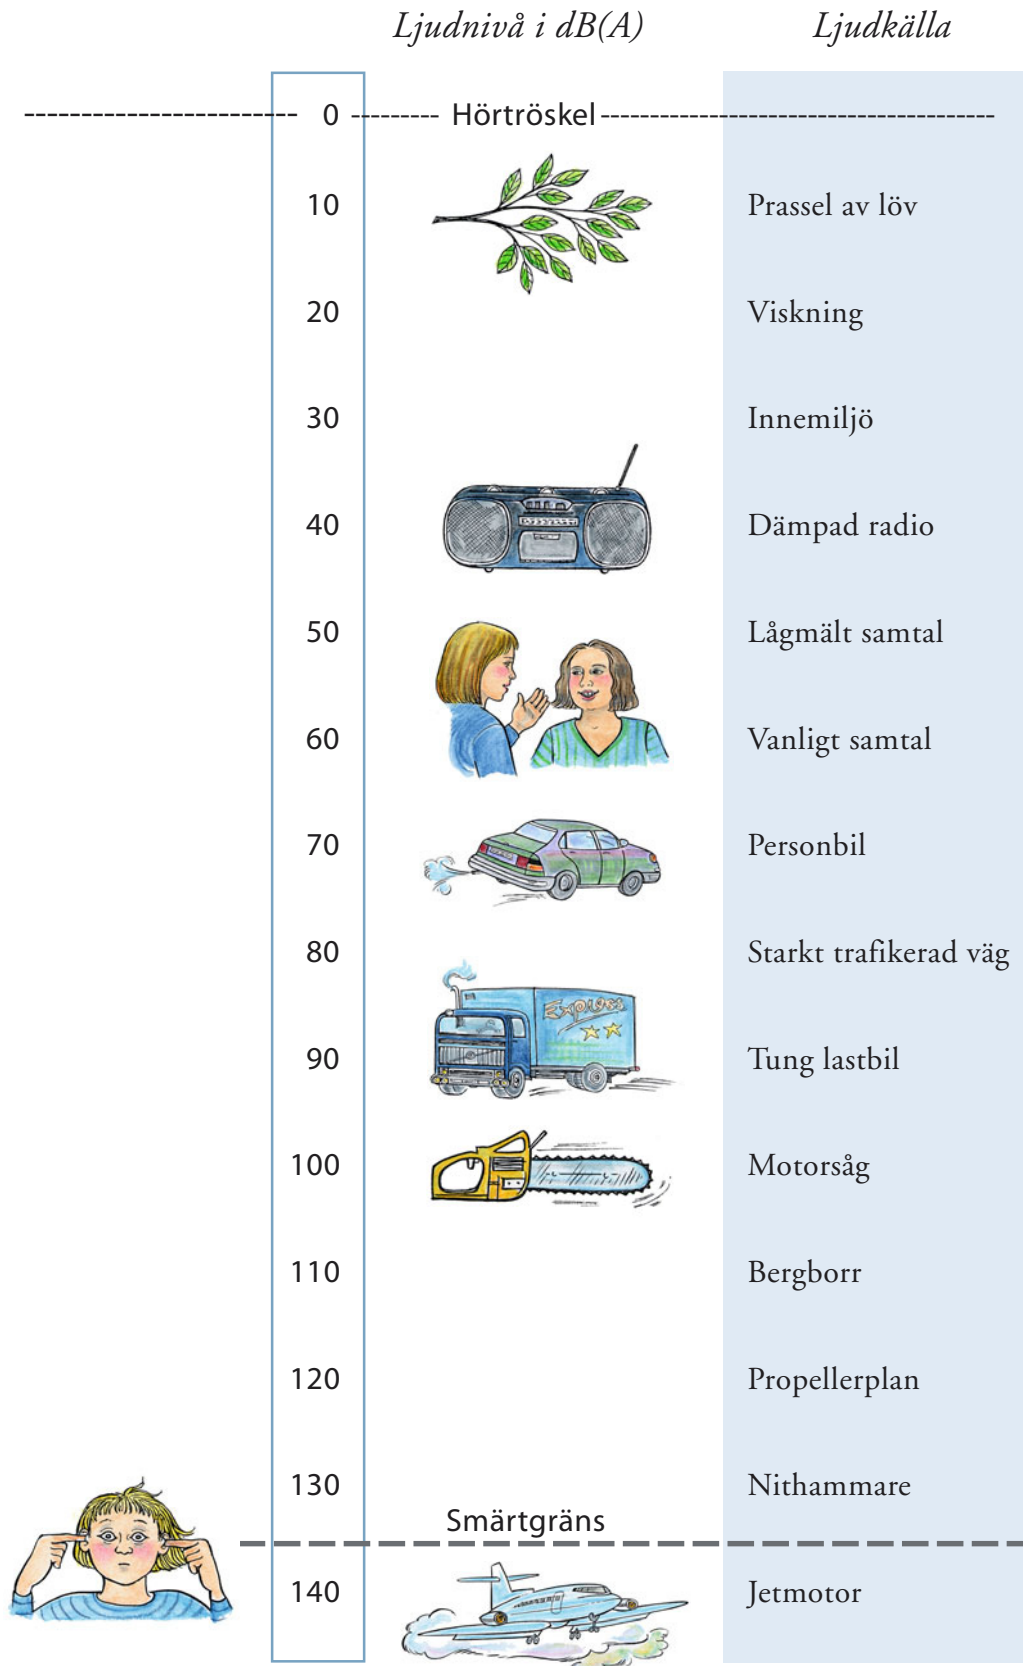 Ljudnivå i dB(A) Ljudkälla
0 Hörtröskel
10 Prassel av löv
20 Viskning
30 Innemiljö
40 Dämpad radio
50 Lågmält samtal
60 Vanligt samtal
70 Personbil
80 Starkt trafikerad väg
Express
90 Tung lastbil
100 Motorsåg
110 Bergborr
120 Propellerplan
130 Nithammare
Smärtgräns
140 Jetmotor